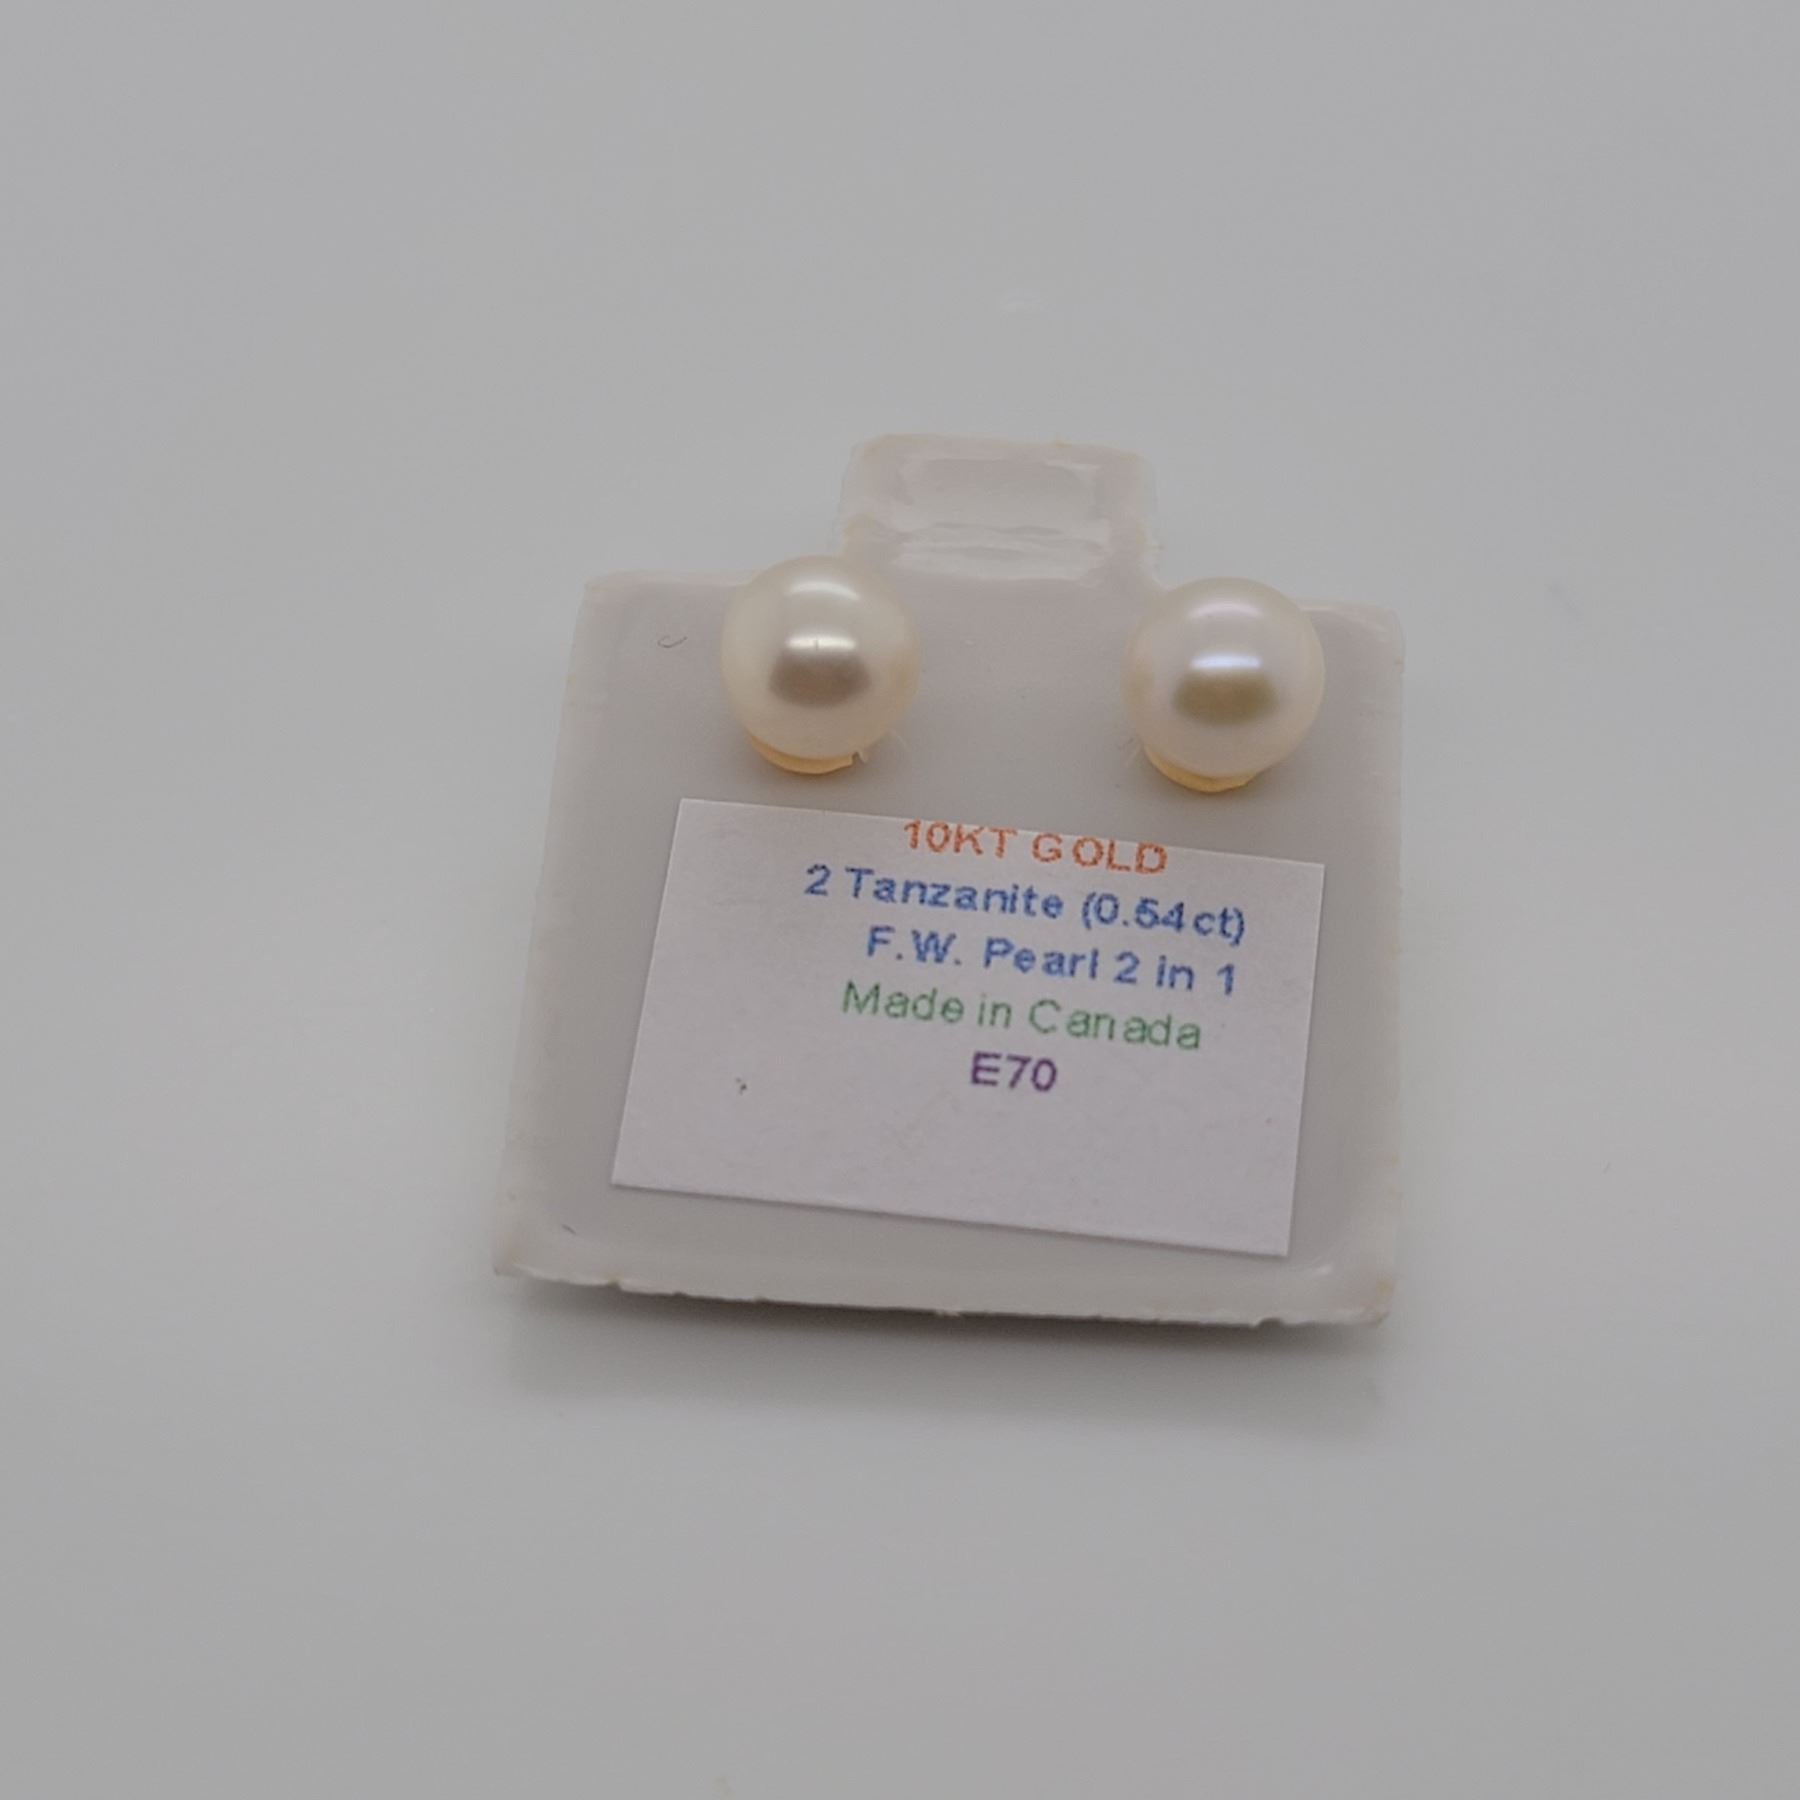 10KT GOLD
2 Tanzanite (0.54ct)
F.W. Pearl 2 in 1
Made in Canada
E70